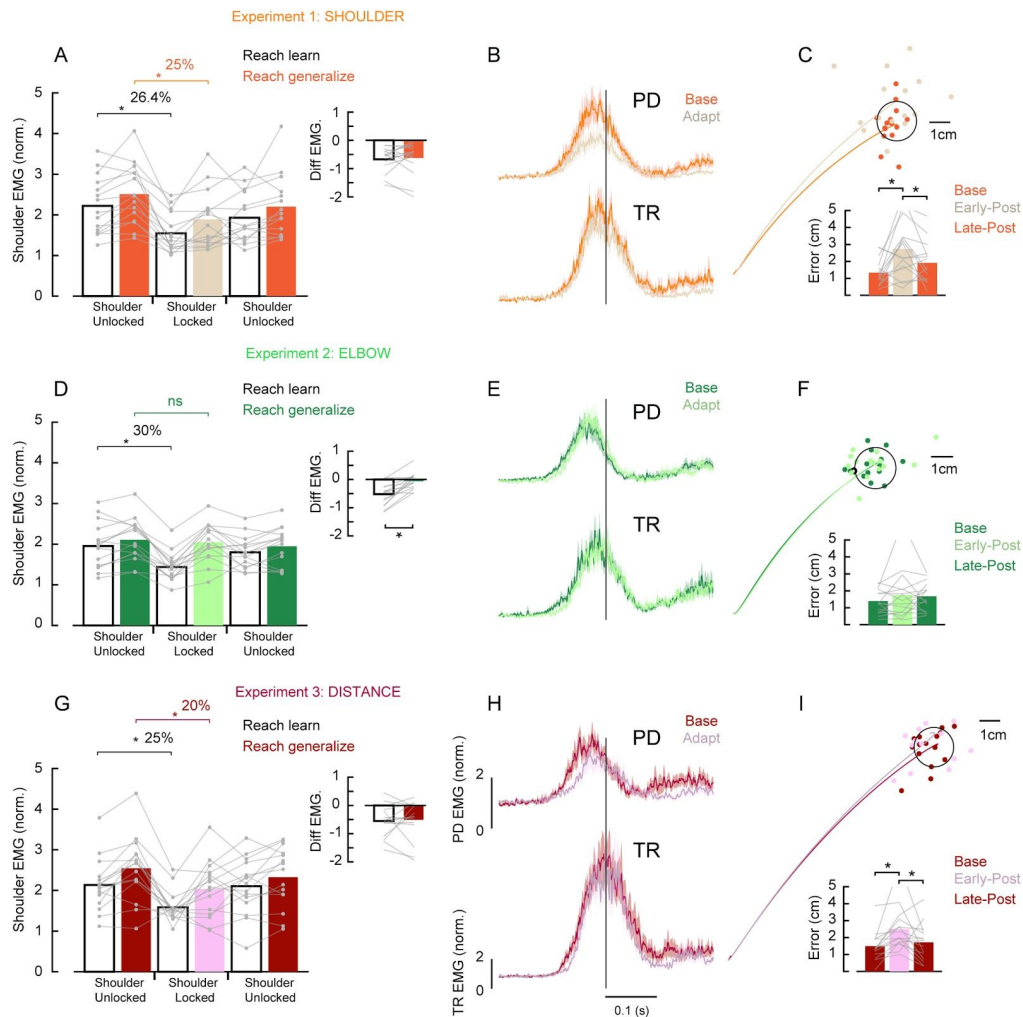 Experiment 1: SHOULDER
A
Reach learn
Reach generalize
25%
*
26.4%
*
Shoulder EMG (norm.)
5
4
3
2
1
0
Shoulder
Unlocked
Shoulder
Locked
Shoulder
Unlocked
Diff EMG.
1
0
-1
-2
B
PD
Base
Adapt
TR
C
1cm
Base
Early-Post
Late-Post
*
*
Error (cm)
5
4
3
2
1
Experiment 2: ELBOW
D
Reach learn
Reach generalize
ns
30%
*
Shoulder EMG (norm.)
5
4
3
2
1
0
Shoulder
Unlocked
Shoulder
Locked
Shoulder
Unlocked
Diff EMG.
1
0
-1
-2
*
E
PD
Base
Adapt
TR
F
1cm
Base
Early-Post
Late-Post
Error (cm)
5
4
3
2
1
Experiment 3: DISTANCE
G
Reach learn
Reach generalize
20%
*
* 25%
Shoulder EMG (norm.)
5
4
3
2
1
0
Shoulder
Unlocked
Shoulder
Locked
Shoulder
Unlocked
Diff EMG.
1
0
-1
-2
H
PD
Base
Adapt
PD EMG (norm.)
2
0
TR
TR EMG (norm.)
2
0
0.1 (s)
I
1cm
Base
Early-Post
Late-Post
*
*
Error (cm)
5
4
3
2
1